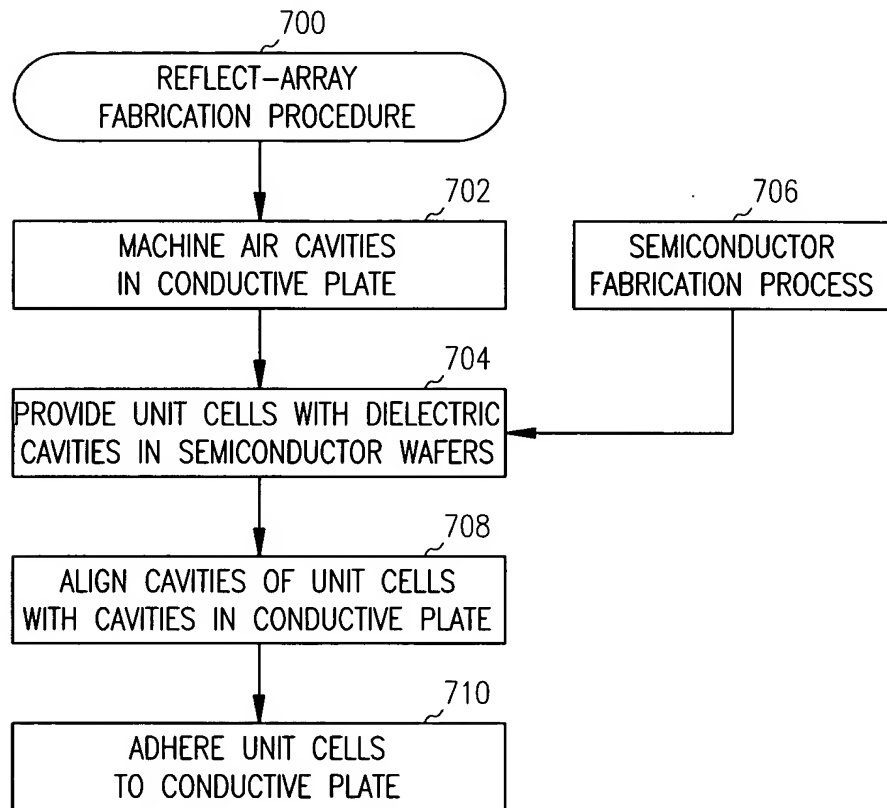 700
REFLECT-ARRAY
FABRICATION PROCEDURE
702
MACHINE AIR CAVITIES
IN CONDUCTIVE PLATE
706
SEMICONDUCTOR
FABRICATION PROCESS
704
PROVIDE UNIT CELLS WITH DIELECTRIC
CAVITIES IN SEMICONDUCTOR WAFERS
708
ALIGN CAVITIES OF UNIT CELLS
WITH CAVITIES IN CONDUCTIVE PLATE
710
ADHERE UNIT CELLS
TO CONDUCTIVE PLATE